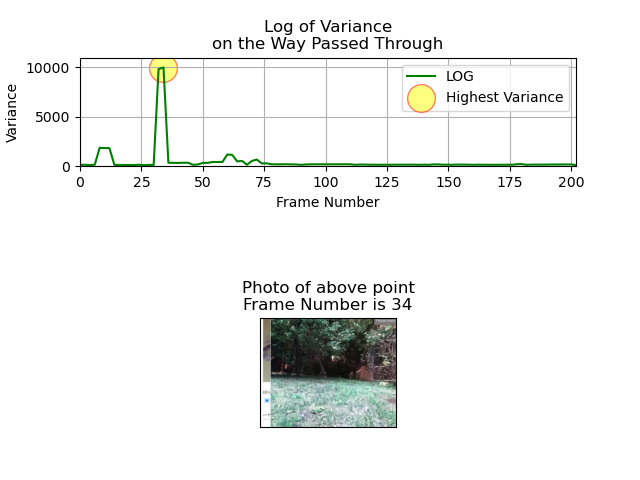 Log of Variance
on the Way Passed Through
Variance
10000
5000
0
LOG
Highest Variance
0 25 50 75 100 125 150 175 200
Frame Number
Photo of above point
Frame Number is 34